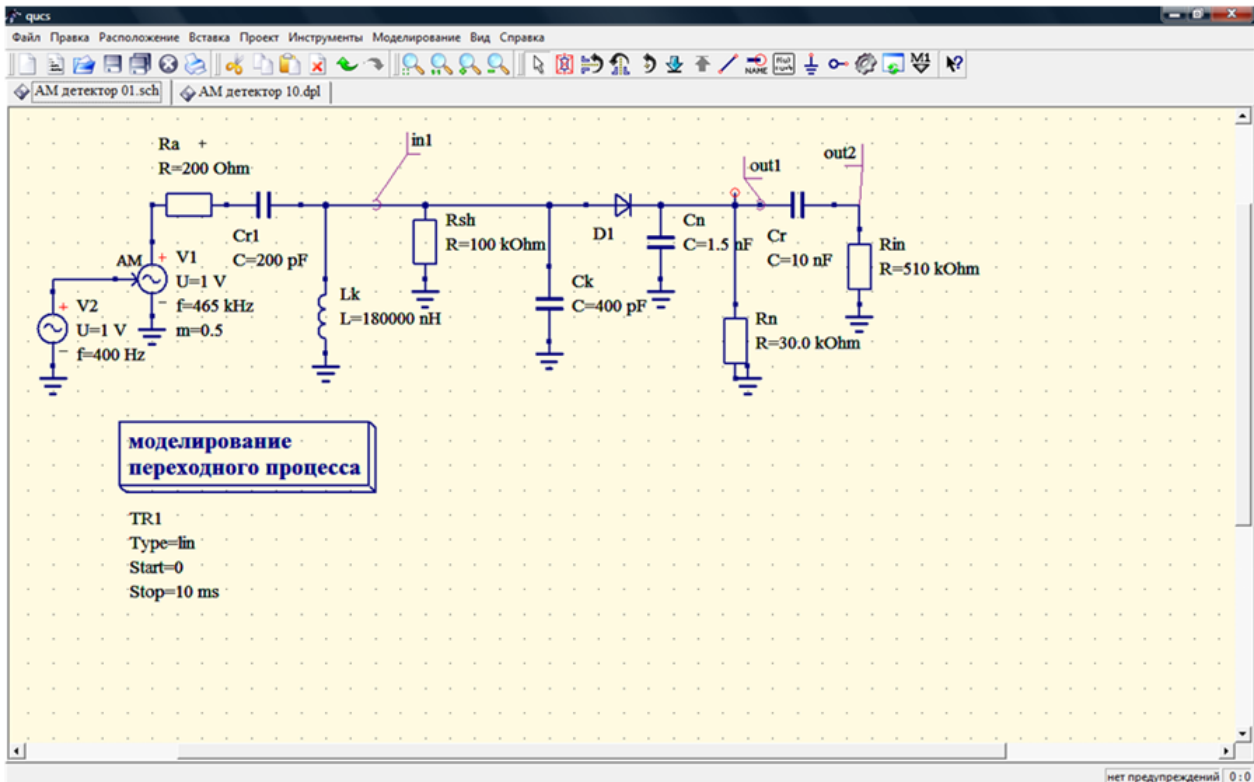 qucs
Файл Правка Расположение Вставка Проект Инструменты Моделирование Вид Справка
NAME
АМ детектор 01.sch АМ детектор 10.dpl
Ra +
R=200 Ohm
in1
out1
out2
Cr1
C=200 pF
Rsh
R=100 kOhm
D1
Cn
C=1.5 nF
Cr
C=10 nF
Rin
R=510 kOhm
AM
+ V1
U=1 V
− f=465 kHz
m=0.5
+ V2
U=1 V
− f=400 Hz
Lk
L=180000 nH
Ck
C=400 pF
Rn
R=30.0 kOhm
моделирование
переходного процесса
TR1
Type=lin
Start=0
Stop=10 ms
нет предупреждений 0 : 0